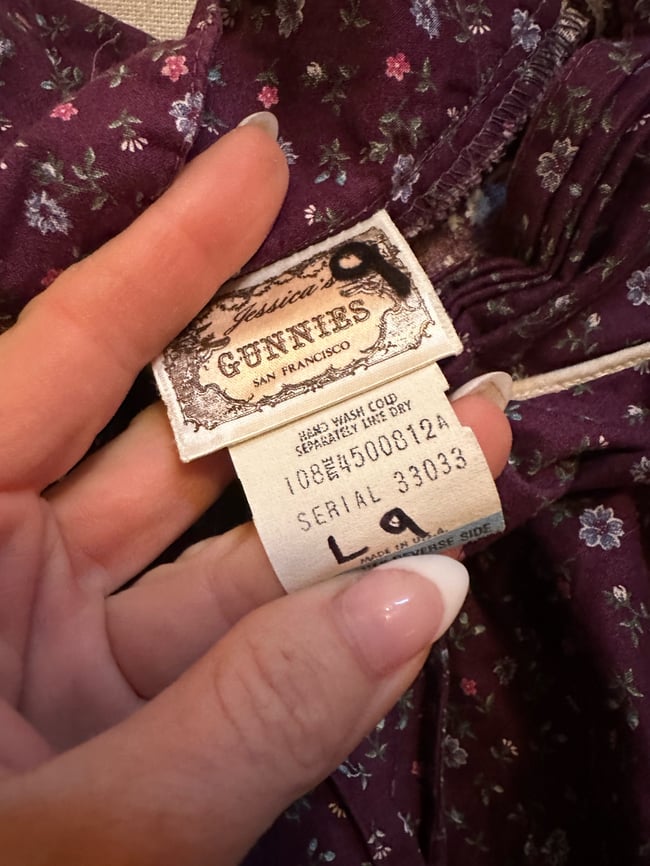 9
Jessica's
GUNNIES
SAN FRANCISCO
HAND WASH COLD
SEPARATELY LINE DRY
108 4500812A
SERIAL 33033
L 9
MADE IN U.S.A.
REVERSE SIDE